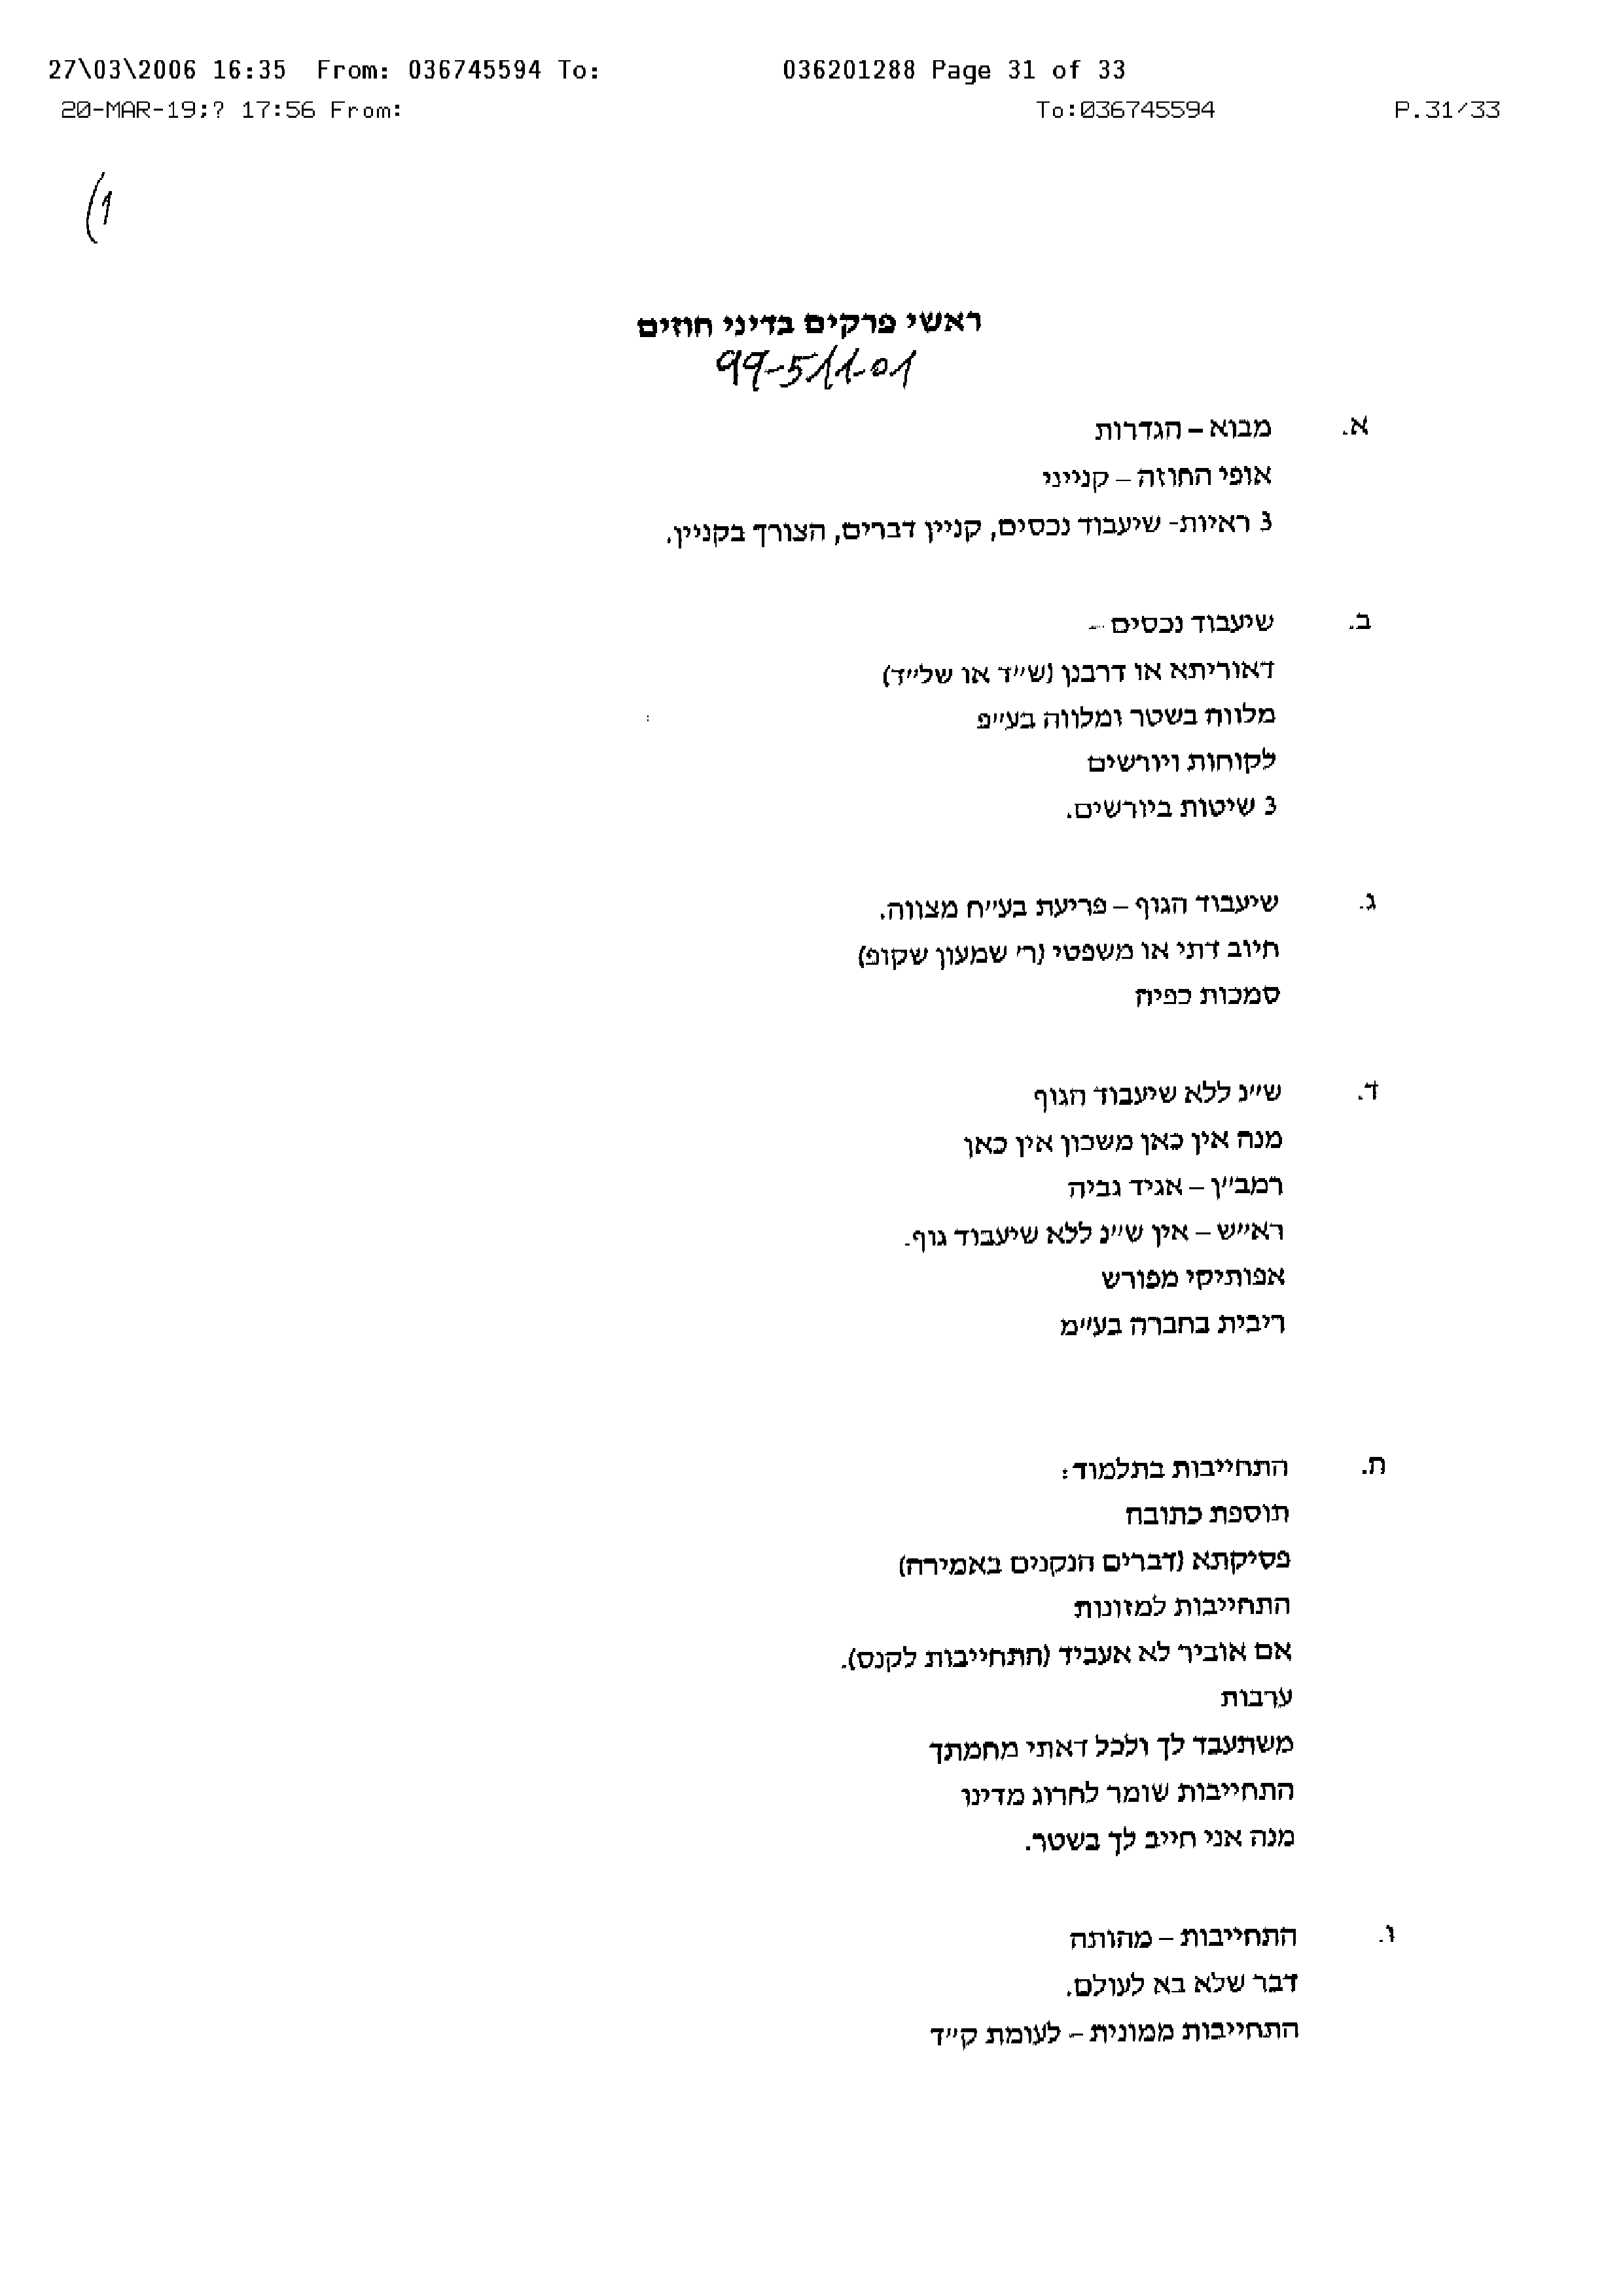 27\03\2006 16:35 From: 036745594 To: 036201288 Page 31 of 33
20-MAR-19;? 17:56 From: To:036745594 P.31/33
(1
ראשי פרקים בדיני חוזים
99-511-01
א. מבוא – הגדרות
אופי החוזה – קנייני
3 ראיות- שיעבוד נכסים, קניין דברים, הצורך בקניין.
ב. שיעבוד נכסים –
דאוריתא או דרבנן (ש״ד או שלי״ד)
מלווה בשטר ומלווה בע״פ
לקוחות ויורשים
3 שיטות ביורשים.
ג. שיעבוד הגוף – פריעת בע״ח מצווה.
חיוב דתי או משפטי (ר׳ שמעון שקופ)
סמכות כפיה
ד. ש״נ ללא שיעבוד הגוף
מנה אין כאן משכון אין כאן
רמב״ן – אגיד גביה
רא״ש – אין ש״נ ללא שיעבוד גוף.
אפותיקי מפורש
ריבית בחברה בע״מ
ה. התחייבות בתלמוד:
תוספת כתובה
פסיקתא (דברים הנקנים באמירה)
התחייבות למזונות
אם אוביר לא אעביד (התחייבות לקנס).
ערבות
משתעבד לך ולכל דאתי מחמתך
התחייבות שומר לחרוג מדינו
מנה אני חייב לך בשטר.
ו. התחייבות – מהותה
דבר שלא בא לעולם.
התחייבות ממונית – לעומת ק״ד